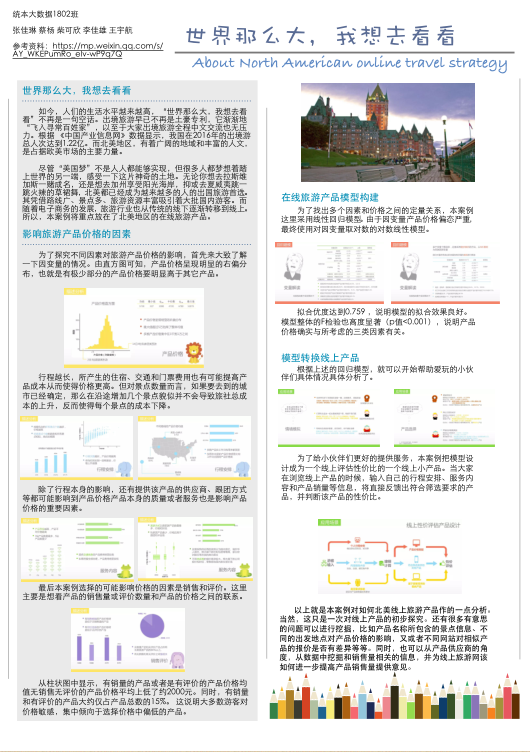 统本大数据1802班
张佳琳 蔡杨 柴可欣 李佳雄 王宇航
参考资料：https://mp.weixin.qq.com/s/
AY_WKEPumRo_eIv-wP9q7Q
世界那么大，我想去看看
About North American online travel strategy
世界那么大，我想去看看
如今，人们的生活水平越来越高，“世界那么大，我想去看
看”不再是一句空话。出境旅游早已不再是土豪专利，它渐渐地
“飞入寻常百姓家”，以至于大家出境旅游全程中文交流也无压
力。根据《中国产业信息网》数据显示，我国在2016年的出境游
总人次达到1.22亿。而北美地区，有着广阔的地域和丰富的人文，
是占据欧美市场的主要力量。
尽管“美国梦”不是人人都能够实现，但很多人都梦想着踏
上世界的另一端，感受一下这片神奇的土地。无论你想去拉斯维
加斯一赌成名，还是想去加州享受阳光海岸，抑或去夏威夷跳一
跳火辣的草裙舞，北美都已经成为越来越多的人的出国旅游首选。
其凭借路线广、景点多、旅游资源丰富吸引着大批国内游客。而
随着电子商务的发展，旅游行业也从传统的线下逐渐转移到线上。
所以，本案例将重点放在了北美地区的在线旅游产品。
影响旅游产品价格的因素
为了探究不同因素对旅游产品价格的影响，首先来大致了解
一下因变量的情况。由直方图可知，产品价格呈现明显的右偏分
布，也就是有极少部分的产品价格要明显高于其它产品。
产品价格
行程越长，所产生的住宿、交通和门票费用也有可能提高产
品成本从而使得价格更高。但对景点数量而言，如果要去到的城
市已经确定，那么在沿途增加几个景点貌似并不会导致旅社总成
本的上升，反而使得每个景点的成本下降。
除了行程本身的影响，还有提供该产品的供应商、跟团方式
等都可能影响到产品价格产品本身的质量或者服务也是影响产品
价格的重要因素。
最后本案例选择的可能影响价格的因素是销售和评价。这里
主要是想看产品的销售量或评价数量和产品的价格之间的联系。
从柱状图中显示，有销量的产品或者是有评价的产品价格均
值无销售无评价的产品价格平均上低了约2000元。同时，有销量
和有评价的产品大约仅占产品总数的15%。 这说明大多数游客对
价格敏感，集中倾向于选择价格中偏低的产品。
在线旅游产品模型构建
为了找出多个因素和价格之间的定量关系，本案例
这里采用线性回归模型。由于因变量产品价格偏态严重，
最终使用对因变量取对数的对数线性模型。
拟合优度达到0.759 ，说明模型的拟合效果良好。
模型整体的F检验也高度显著（p值<0.001），说明产品
价格确实与所考虑的三类因素有关。
模型转换线上产品
根据上述的回归模型，就可以开始帮助爱玩的小伙
伴们具体情况具体分析了。
为了给小伙伴们更好的提供服务，本案例把模型设
计成为一个线上评估性价比的一个线上小产品。当大家
在浏览线上产品的时候，输入自己的行程安排、服务内
容和产品销量等信息，将直接反馈出符合筛选要求的产
品，并判断该产品的性价比。
线上性价评估产品设计
以上就是本案例对如何北美线上旅游产品作的一点分析。
当然，这只是一次对线上产品的初步探究。还有很多有意思
的问题可以进行挖掘，比如产品名称所包含的景点信息、不
同的出发地点对产品价格的影响，又或者不同网站对相似产
品的报价是否有差异等等。同时，也可以从产品供应商的角
度，从数据中挖掘和销售量相关的信息，并为线上旅游网该
如何进一步提高产品销售量提供意见。